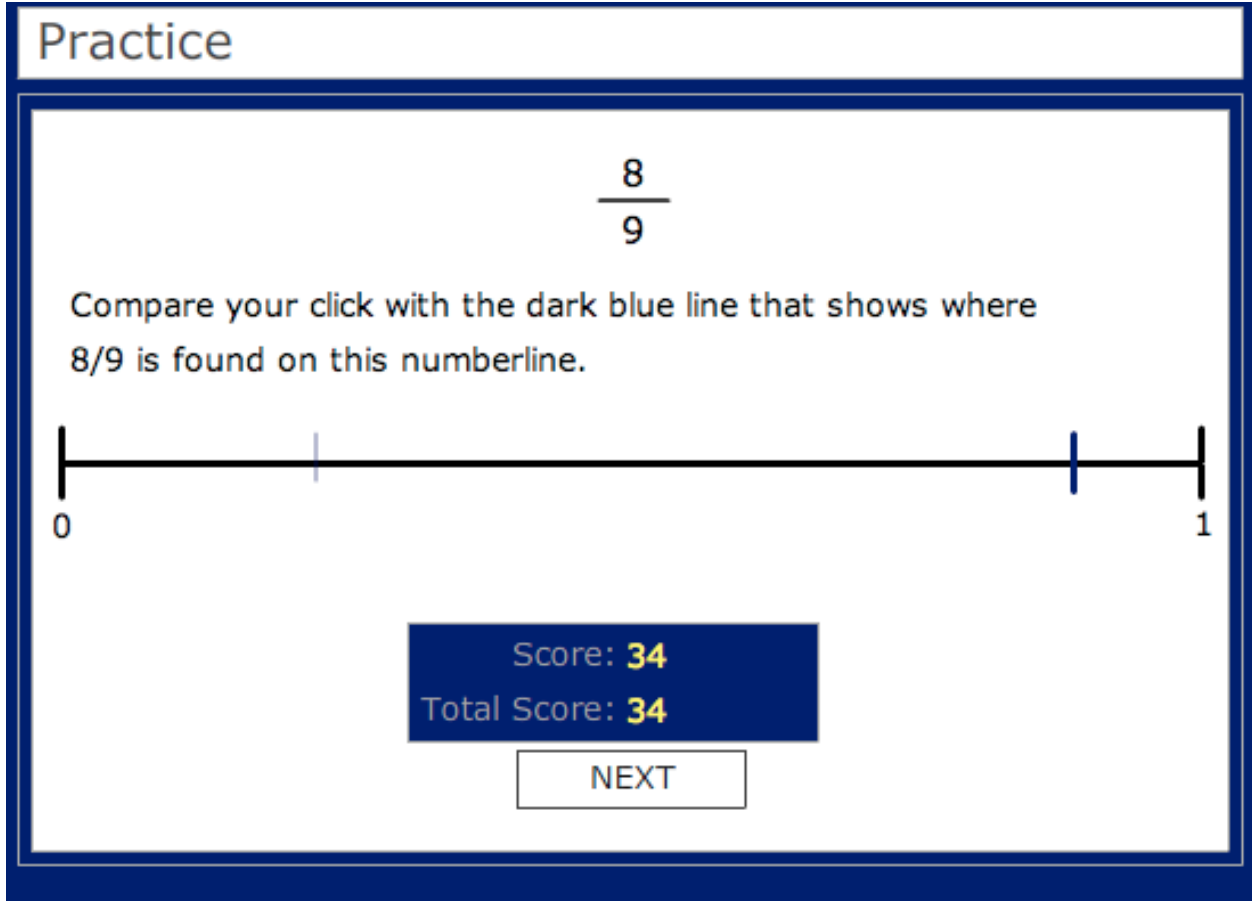 Practice
8
9
Compare your click with the dark blue line that shows where
8/9 is found on this numberline.
0 1
Score: 34
Total Score: 34
NEXT